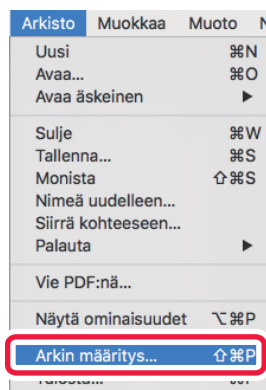 Arkisto Muokkaa Muoto
Uusi ⌘N
Avaa... ⌘O
Avaa äskeinen ▶
Sulje ⌘W
Tallenna... ⌘S
Monista ⇧⌘S
Nimeä uudelleen...
Siirrä kohteeseen...
Palauta ▶
Vie PDF:nä...
Näytä ominaisuudet ⌥⌘P
Arkin määritys... ⇧⌘P